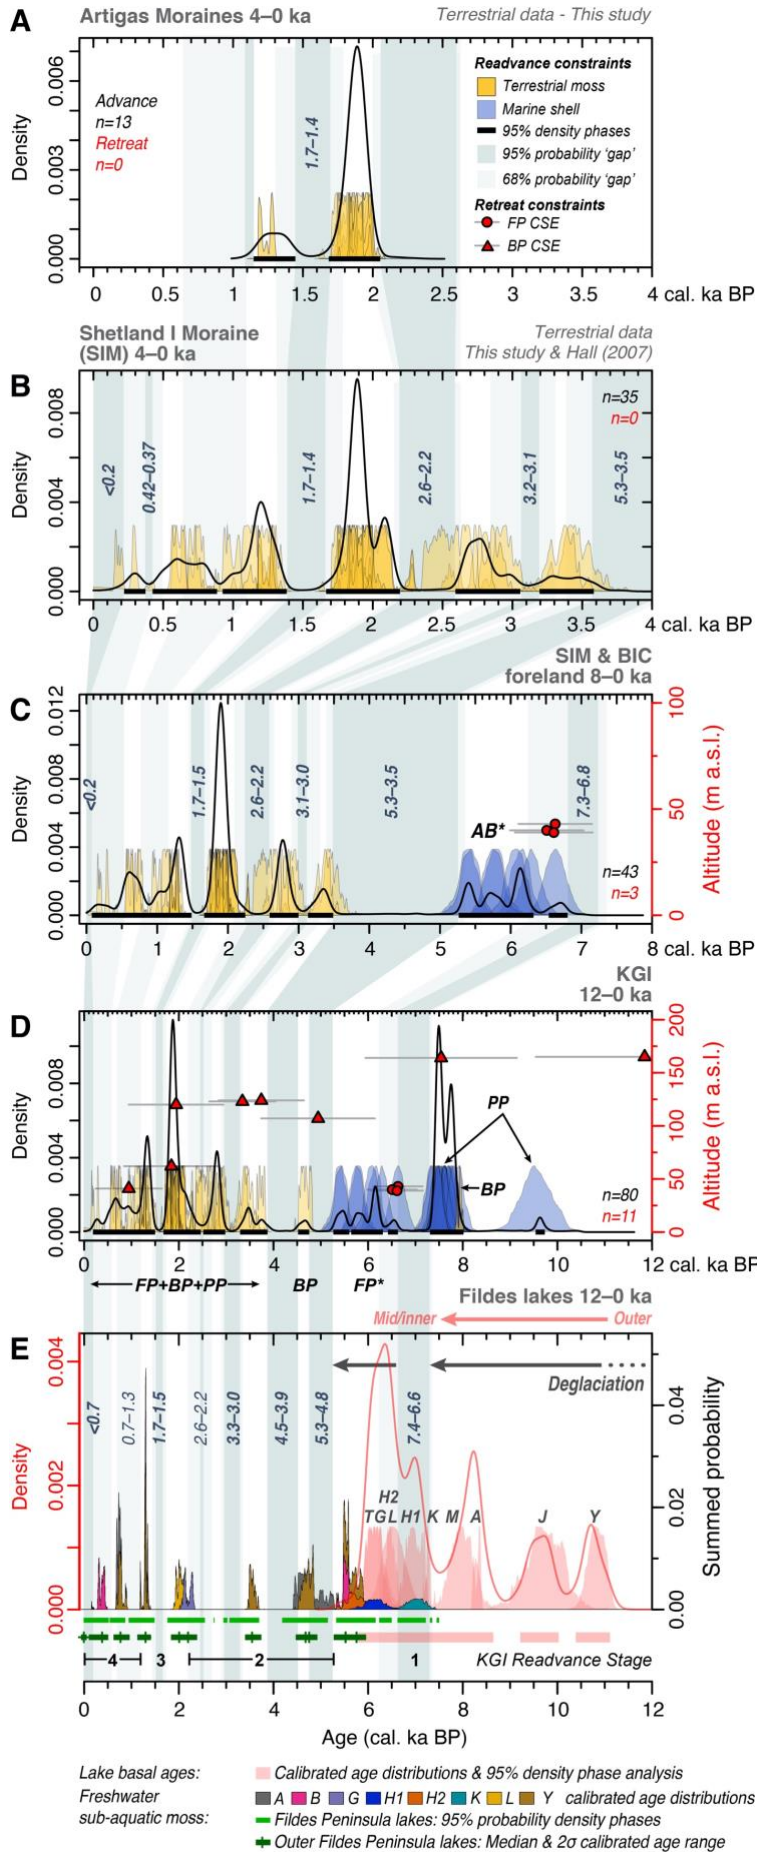 A
Artigas Moraines 4–0 ka
Terrestrial data - This study
Density
0.000
0.003
0.006
Advance
n=13
Retreat
n=0
1.7–1.4
Readvance constraints
Terrestrial moss
Marine shell
95% density phases
95% probability ‘gap’
68% probability ‘gap’
Retreat constraints
FP CSE
BP CSE
0 0.5 1 1.5 2 2.5 3 3.5 4 cal. ka BP
B
Shetland I Moraine
(SIM) 4–0 ka
Terrestrial data
This study & Hall (2007)
Density
0.000
0.004
0.008
n=35
n=0
<0.2
0.42–0.37
1.7–1.4
2.6–2.2
3.2–3.1
5.3–3.5
0 0.5 1 1.5 2 2.5 3 3.5 4 cal. ka BP
C
SIM & BIC
foreland 8–0 ka
Density
0.000
0.004
0.008
0.012
Altitude (m a.s.l.)
0
50
100
<0.2
1.7–1.5
2.6–2.2
3.1–3.0
5.3–3.5
7.3–6.8
AB*
n=43
n=3
0 1 2 3 4 5 6 7 8 cal. ka BP
D
KGI
12–0 ka
Density
0.000
0.004
0.008
Altitude (m a.s.l.)
0
50
100
150
200
PP
BP
n=80
n=11
0 2 4 6 8 10 12 cal. ka BP
FP+BP+PP
BP
FP*
E
Fildes lakes 12–0 ka
Mid/inner
Outer
Deglaciation
Density
0.000
0.002
0.004
Summed probability
0.00
0.02
0.04
<0.7
0.7–1.3
1.7–1.5
2.6–2.2
3.3–3.0
4.5–3.9
5.3–4.8
7.4–6.6
H2
TGL H1 K M A J Y
4 3 2 1 KGI Readvance Stage
0 2 4 6 8 10 12
Age (cal. ka BP)
Lake basal ages:
Calibrated age distributions & 95% density phase analysis
Freshwater
sub-aquatic moss:
A B G H1 H2 K L Y calibrated age distributions
Fildes Peninsula lakes: 95% probability density phases
Outer Fildes Peninsula lakes: Median & 2σ calibrated age range